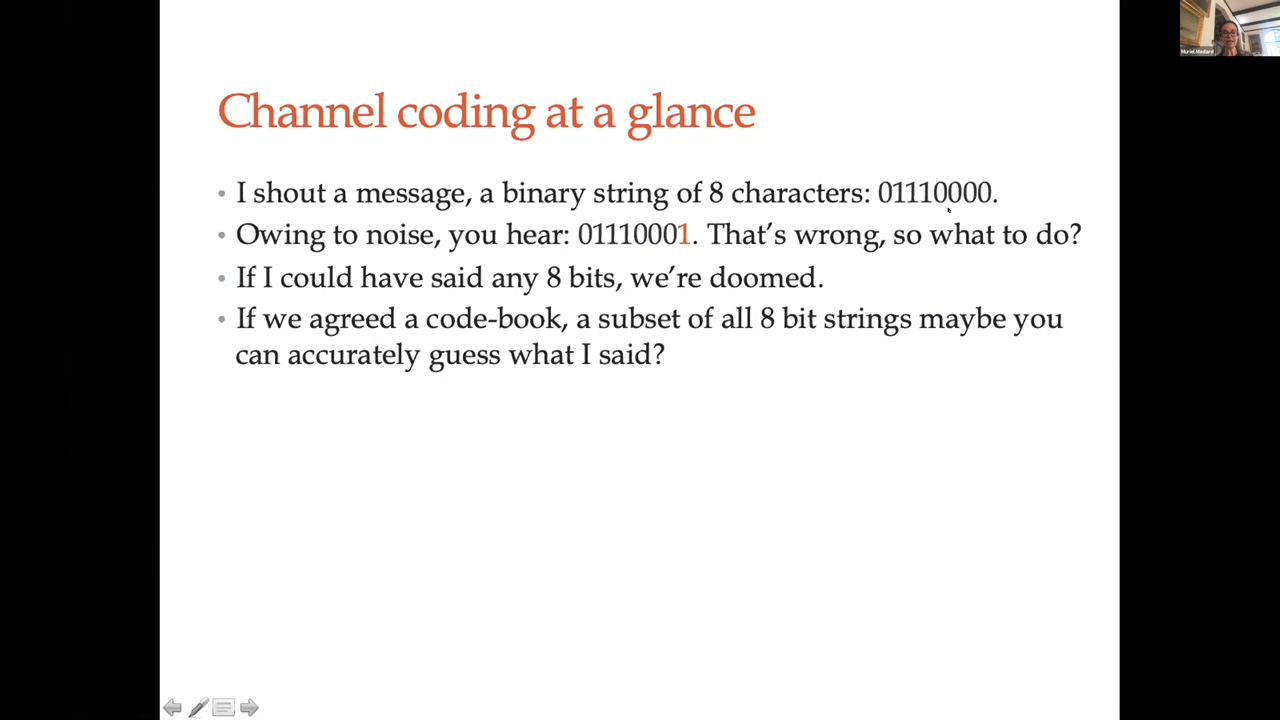 Channel coding at a glance
• I shout a message, a binary string of 8 characters: 01110000.
• Owing to noise, you hear: 01110001. That's wrong, so what to do?
• If I could have said any 8 bits, we're doomed.
• If we agreed a code-book, a subset of all 8 bit strings maybe you
can accurately guess what I said?